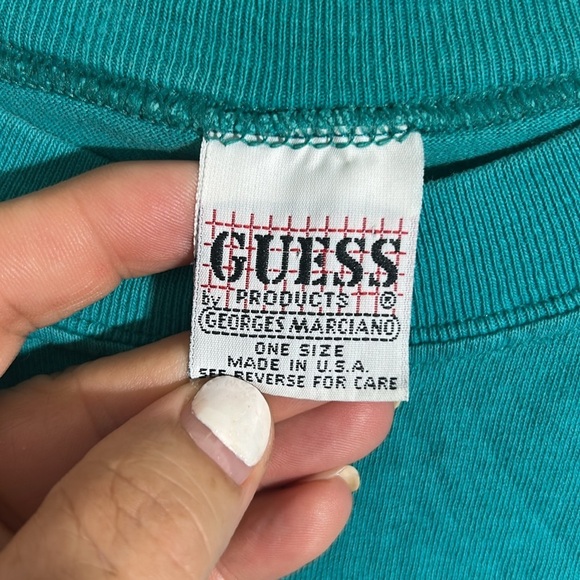 GUESS
by PRODUCTS ®
GEORGES MARCIANO
ONE SIZE
MADE IN U.S.A.
SEE REVERSE FOR CARE